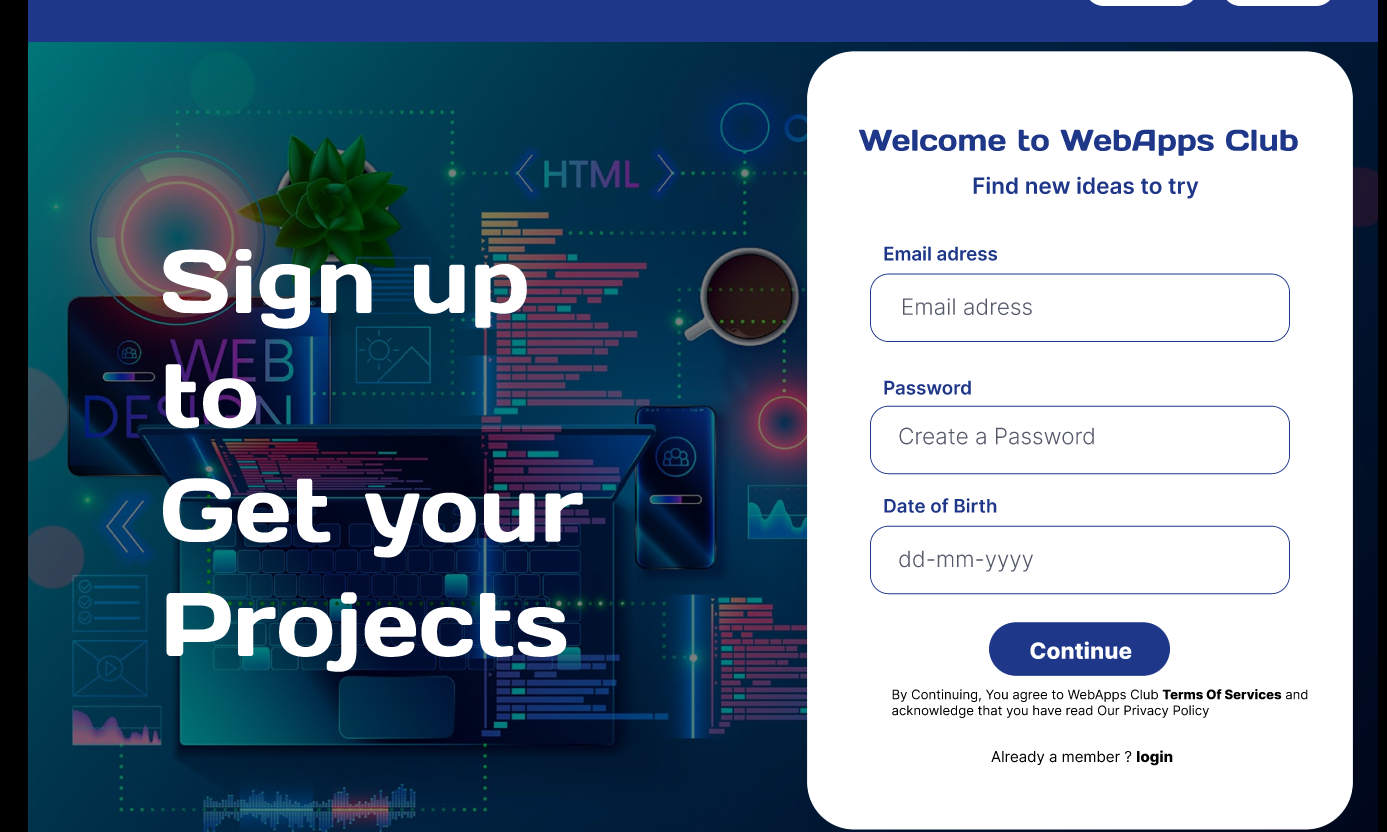 Sign up
to
Get your
Projects
HTML
WEB
DESIGN
Welcome to WebApps Club
Find new ideas to try
Email adress
Email adress
Password
Create a Password
Date of Birth
dd-mm-yyyy
Continue
By Continuing, You agree to WebApps Club Terms Of Services and
acknowledge that you have read Our Privacy Policy
Already a member ? login